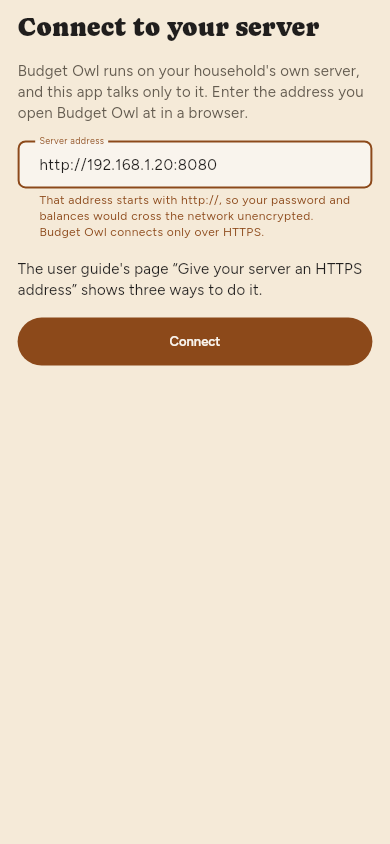 Connect to your server
Budget Owl runs on your household's own server,
and this app talks only to it. Enter the address you
open Budget Owl at in a browser.
Server address
http://192.168.1.20:8080
That address starts with http://, so your password and
balances would cross the network unencrypted.
Budget Owl connects only over HTTPS.
The user guide's page “Give your server an HTTPS
address” shows three ways to do it.
Connect